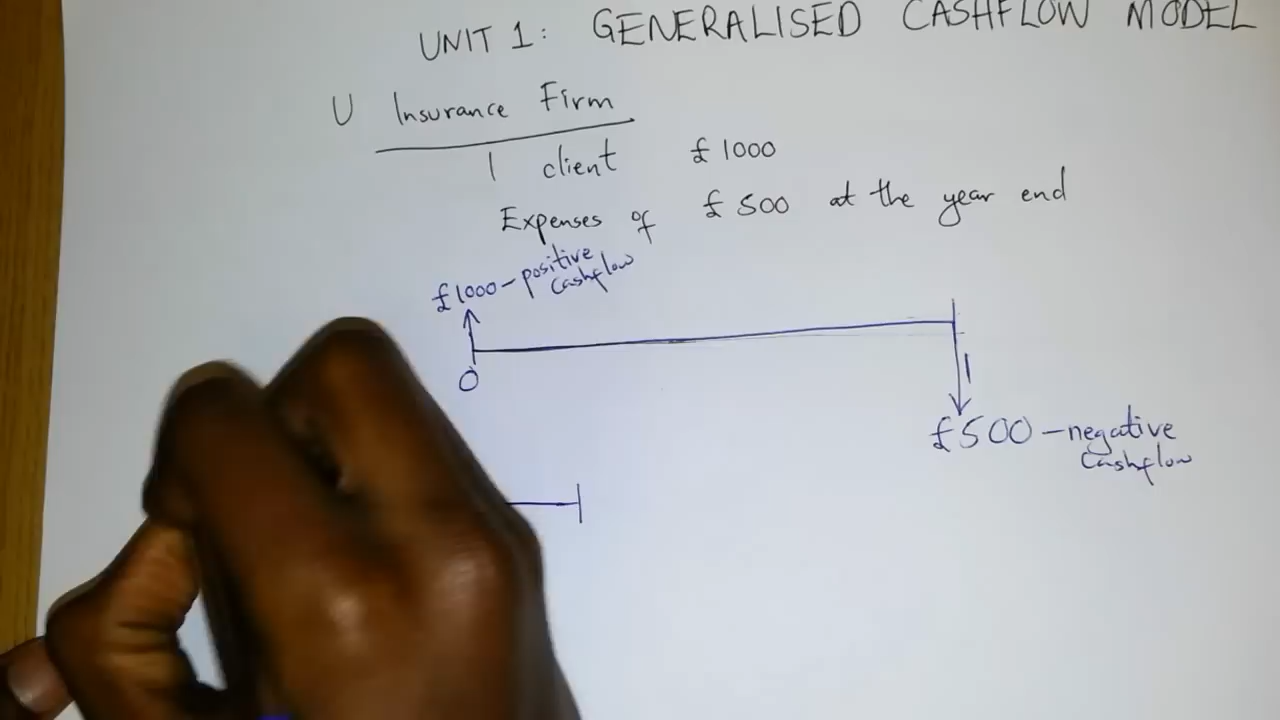 UNIT 1: GENERALISED CASHFLOW MODEL
U Insurance Firm
1 client £1000
Expenses of £500 at the year end
£1000 - positive
cashflow
0
1
£500 - negative
cashflow